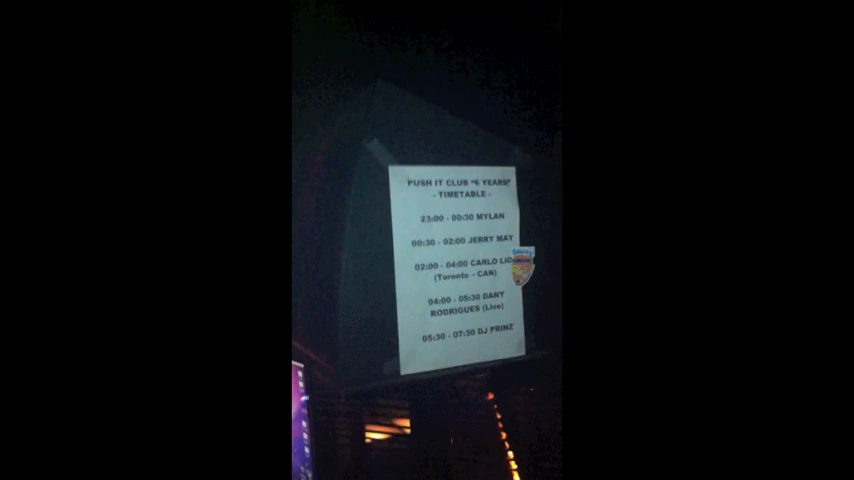 PUSH IT CLUB "6 YEARS"
- TIMETABLE -
23:00 - 00:30 MYLAN
00:30 - 02:00 JERRY MAY
02:00 - 04:00 CARLO LIO
(Toronto - CAN)
04:00 - 05:30 DANY
RODRIGUES (Live)
05:30 - 07:30 DJ PRINZ